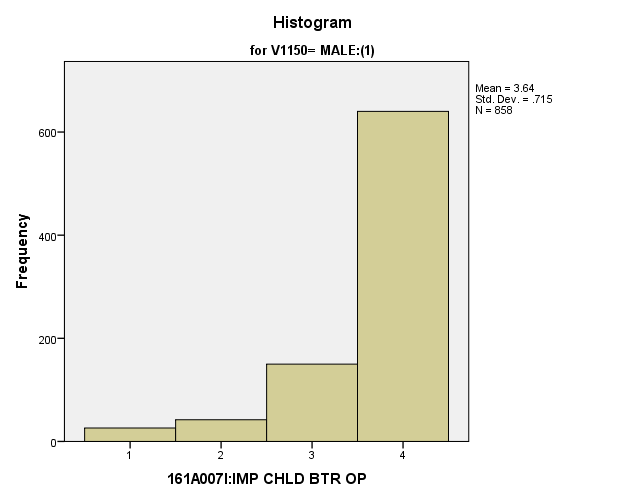 Histogram
for V1150= MALE:(1)
Mean = 3.64
Std. Dev. = .715
N = 858
Frequency
600
400
200
0
1 2 3 4
161A007I:IMP CHLD BTR OP